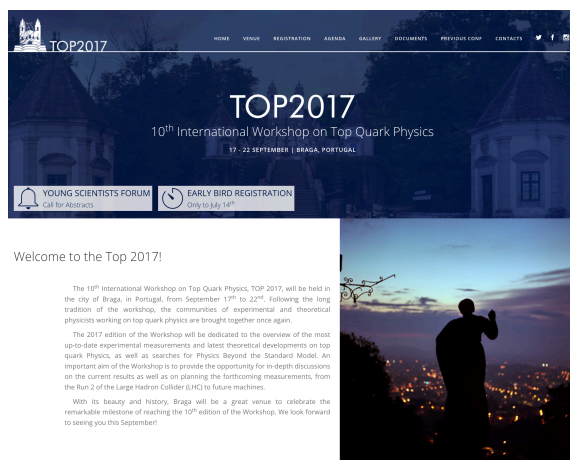 TOP2017
HOME VENUE REGISTRATION AGENDA GALLERY DOCUMENTS PREVIOUS CONF CONTACTS
TOP2017
10th International Workshop on Top Quark Physics
17 - 22 SEPTEMBER | BRAGA, PORTUGAL
YOUNG SCIENTISTS FORUM
Call for Abstracts
EARLY BIRD REGISTRATION
Only to July 14th
Welcome to the Top 2017!
The 10th International Workshop on Top Quark Physics, TOP 2017, will be held in
the city of Braga, in Portugal, from September 17th to 22nd. Following the long
tradition of the workshop, the communities of experimental and theoretical
physicists working on top quark physics are brought together once again.
The 2017 edition of the Workshop will be dedicated to the overview of the most
up-to-date experimental measurements and latest theoretical developments on top
quark Physics, as well as searches for Physics Beyond the Standard Model. An
important aim of the Workshop is to provide the opportunity for in-depth discussions
on the current results as well as on planning the forthcoming measurements, from
the Run 2 of the Large Hadron Collider (LHC) to future machines.
With its beauty and history, Braga will be a great venue to celebrate the
remarkable milestone of reaching the 10th edition of the Workshop. We look forward
to seeing you this September!